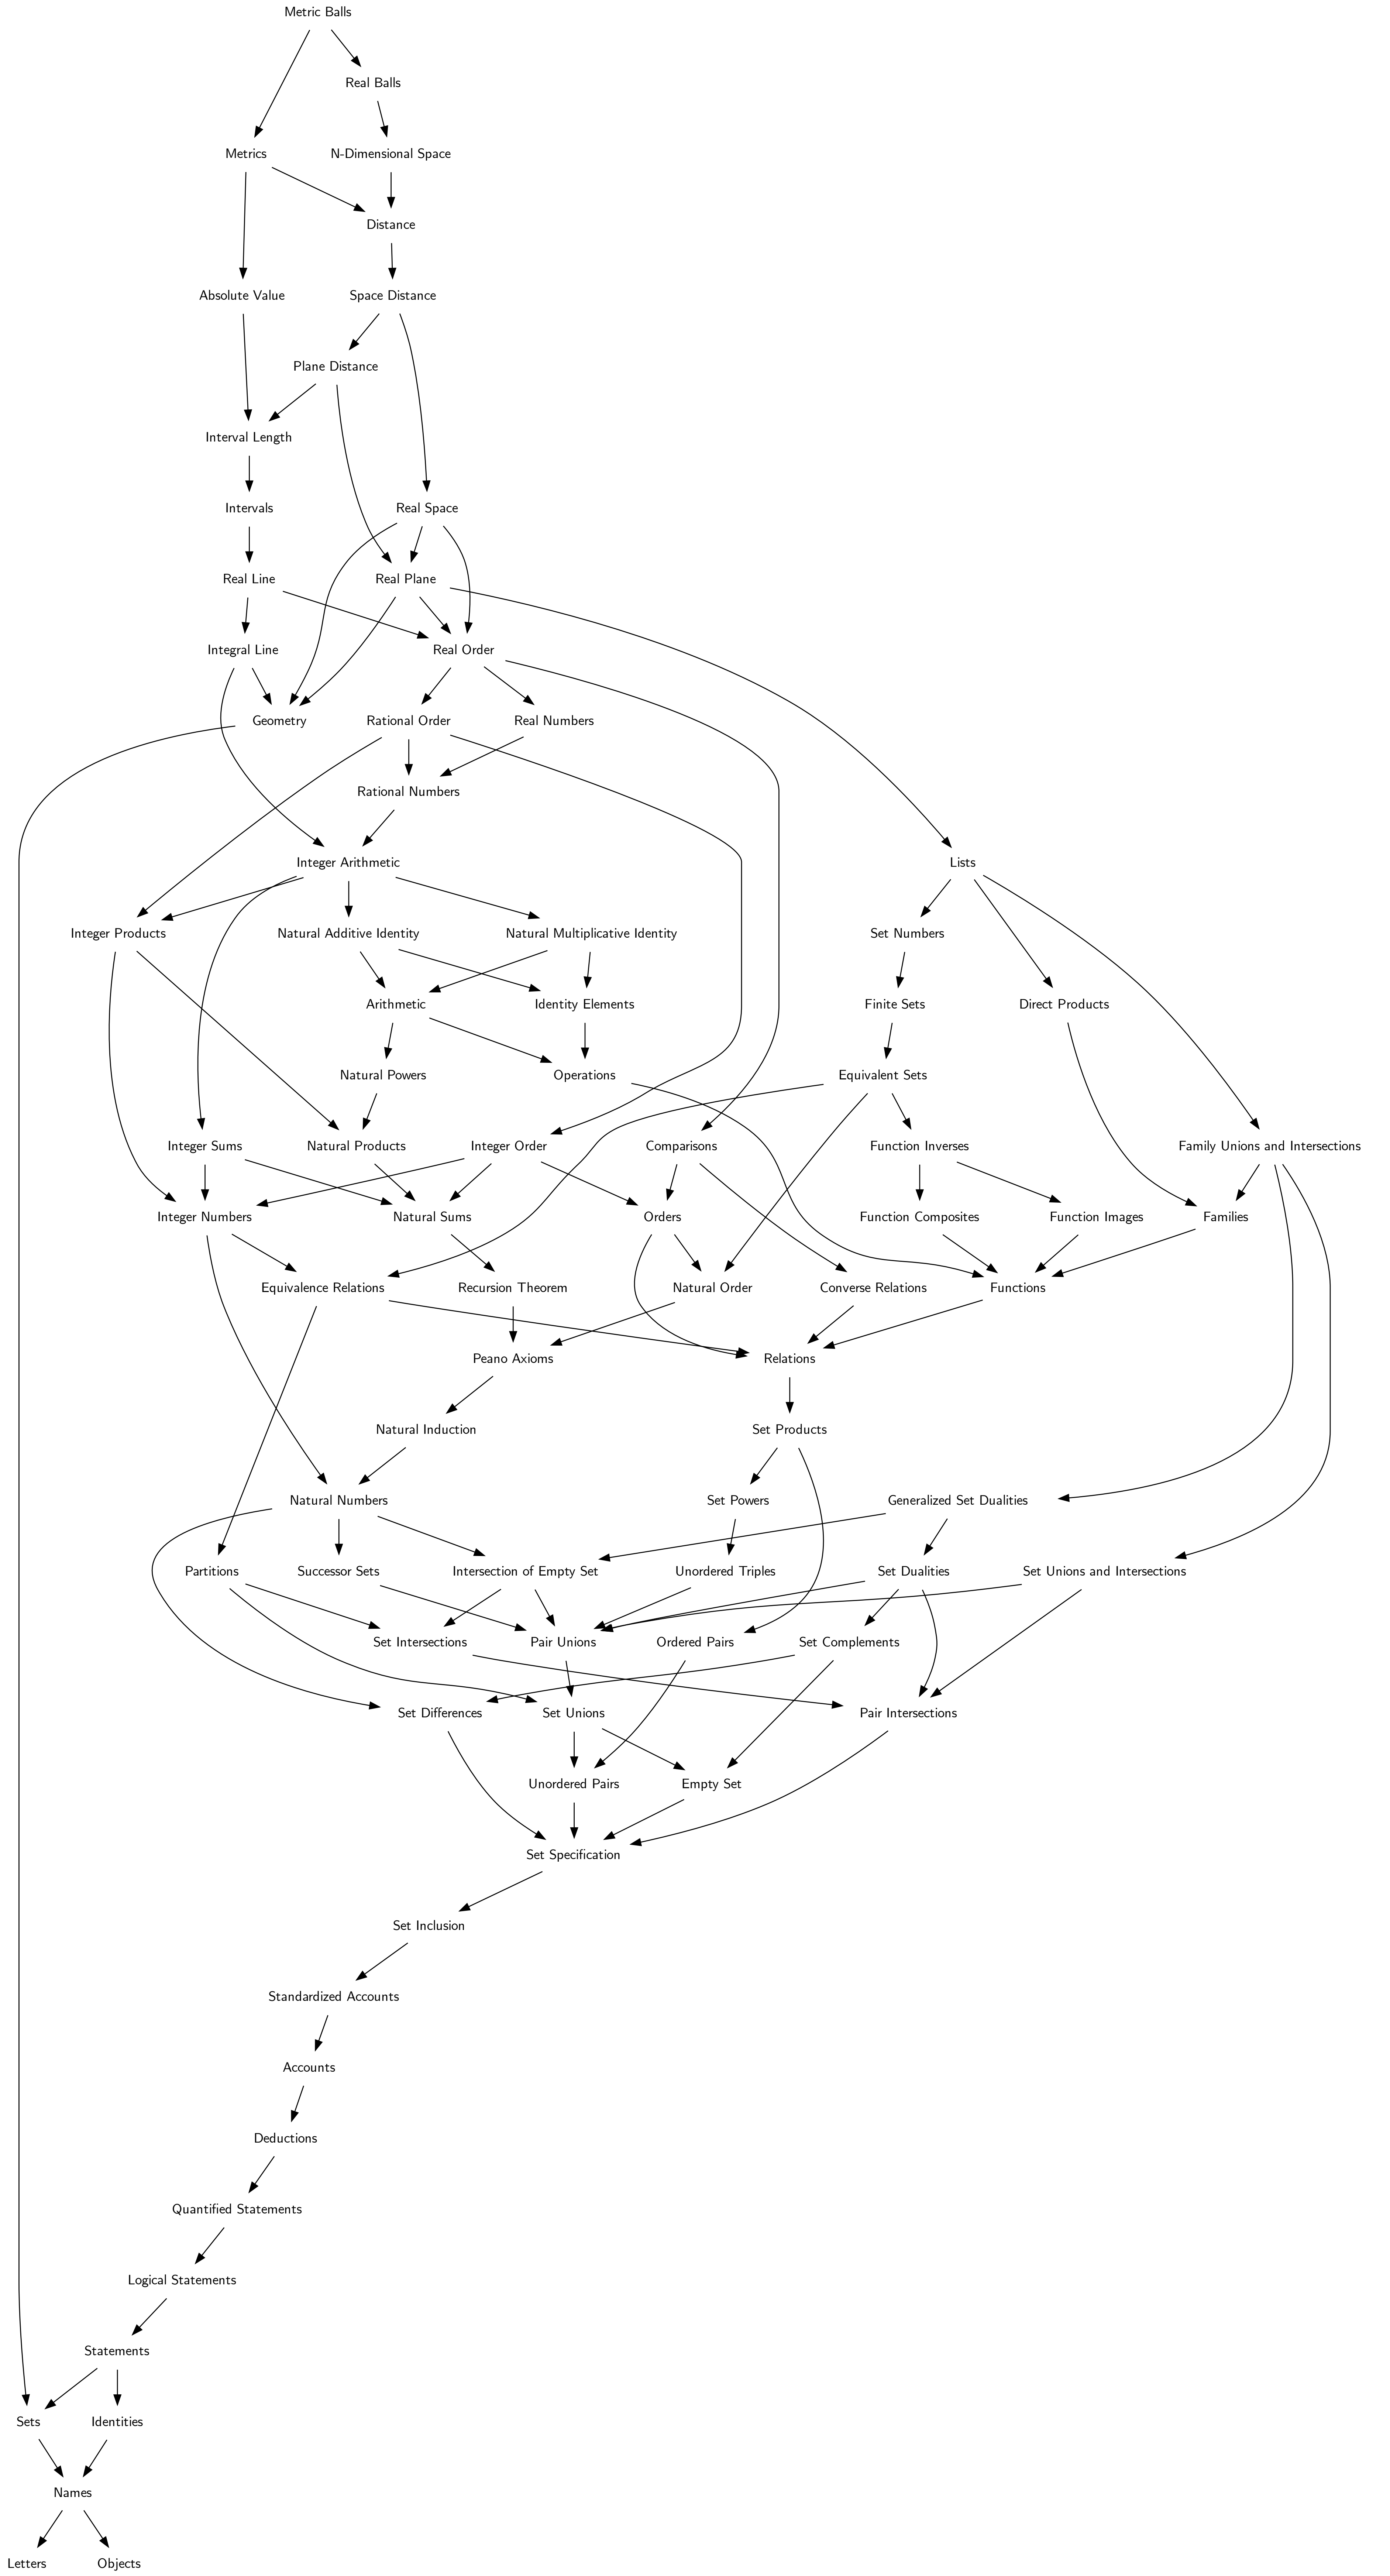 Metric Balls
Real Balls
Metrics
N-Dimensional Space
Distance
Absolute Value
Space Distance
Plane Distance
Interval Length
Intervals
Real Space
Real Line
Real Plane
Integral Line
Real Order
Geometry
Rational Order
Real Numbers
Rational Numbers
Integer Arithmetic
Lists
Integer Products
Natural Additive Identity
Natural Multiplicative Identity
Set Numbers
Arithmetic
Identity Elements
Finite Sets
Direct Products
Natural Powers
Operations
Equivalent Sets
Integer Sums
Natural Products
Integer Order
Comparisons
Function Inverses
Family Unions and Intersections
Integer Numbers
Natural Sums
Orders
Function Composites
Function Images
Families
Equivalence Relations
Recursion Theorem
Natural Order
Converse Relations
Functions
Peano Axioms
Relations
Natural Induction
Set Products
Natural Numbers
Set Powers
Generalized Set Dualities
Partitions
Successor Sets
Intersection of Empty Set
Unordered Triples
Set Dualities
Set Unions and Intersections
Set Intersections
Pair Unions
Ordered Pairs
Set Complements
Set Differences
Set Unions
Pair Intersections
Unordered Pairs
Empty Set
Set Specification
Set Inclusion
Standardized Accounts
Accounts
Deductions
Quantified Statements
Logical Statements
Statements
Sets
Identities
Names
Letters
Objects